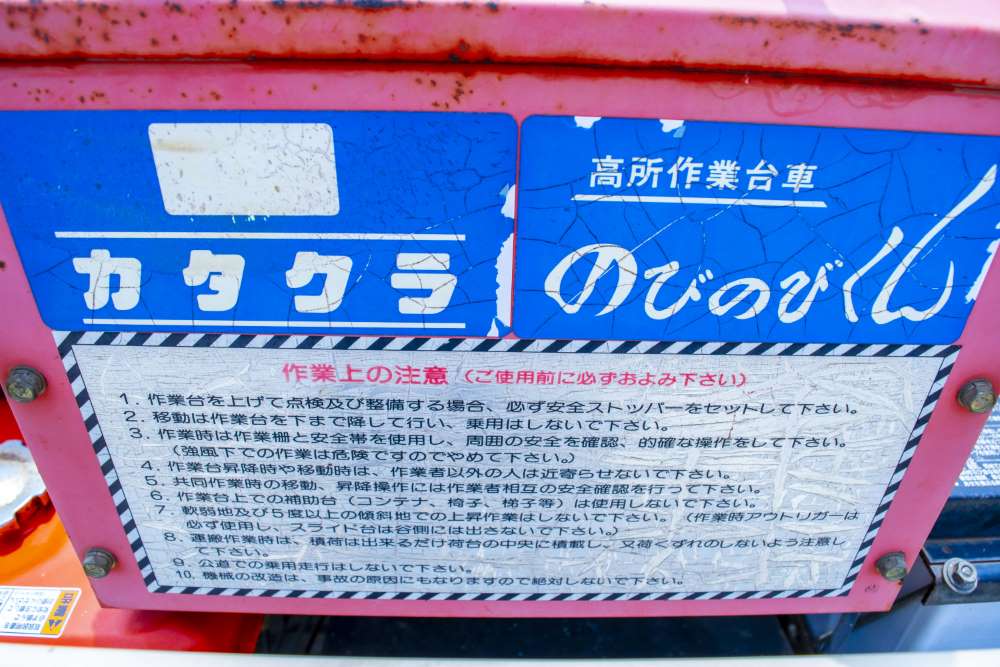 カタクラ
高所作業台車
のびのびくん
作業上の注意（ご使用前に必ずおよみ下さい）
1. 作業台を上げて点検及び整備する場合、必ず安全ストッパーをセットして下さい。
2. 移動は作業台を下まで降して行い、乗用はしないで下さい。
3. 作業時は作業柵と安全帯を使用し、周囲の安全を確認、的確な操作をして下さい。
（強風下での作業は危険ですのでやめて下さい。）
4. 作業台昇降時や移動時は、作業者以外の人は近寄らせないで下さい。
5. 共同作業時の移動、昇降操作には作業者相互の安全確認を行って下さい。
6. 作業台上での補助台（コンテナ、椅子、梯子等）は使用しないで下さい。
7. 軟弱地及び5度以上の傾斜地での上昇作業はしないで下さい。（作業時アウトリガーは
必ず使用し、スライド台は谷側には出さないで下さい。）
8. 運搬作業時は、積荷は出来るだけ荷台の中央に積載し、又荷くずれのしないよう注意し
て下さい。
9. 公道での乗用走行はしないで下さい。
10. 機械の改造は、事故の原因にもなりますので絶対しないで下さい。